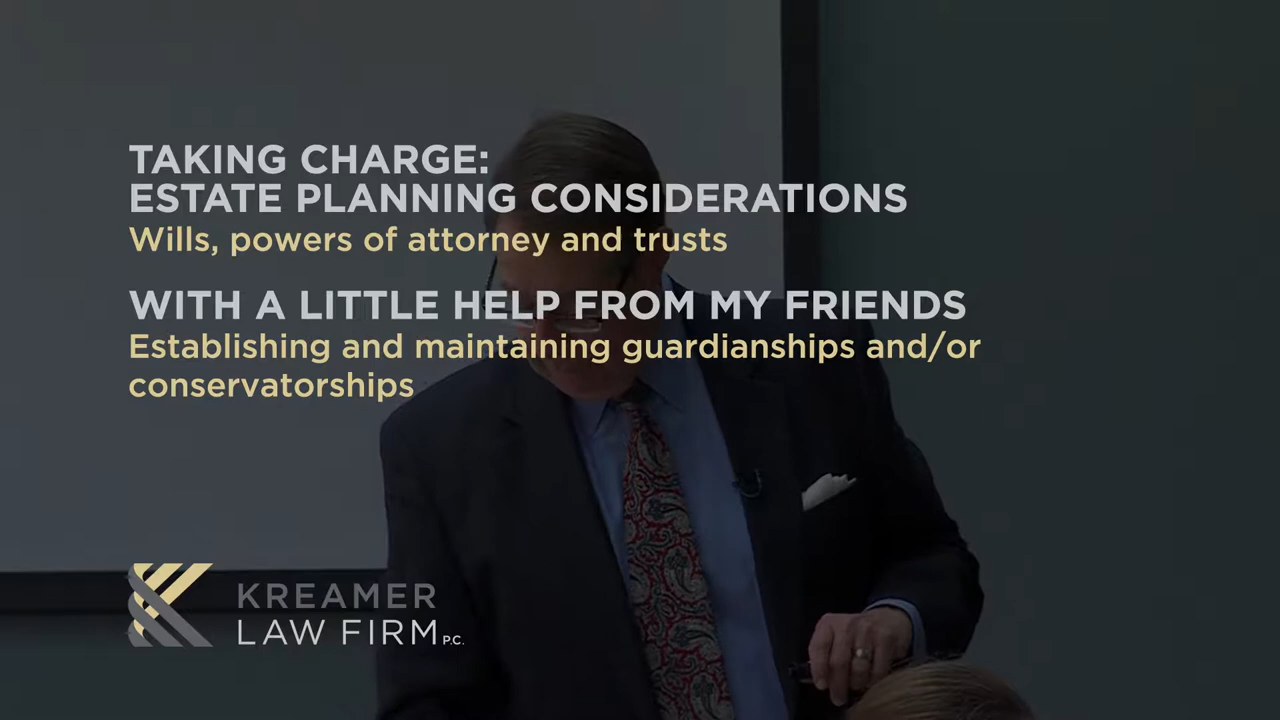 TAKING CHARGE:
ESTATE PLANNING CONSIDERATIONS
Wills, powers of attorney and trusts
WITH A LITTLE HELP FROM MY FRIENDS
Establishing and maintaining guardianships and/or
conservatorships
KREAMER
LAW FIRM P.C.